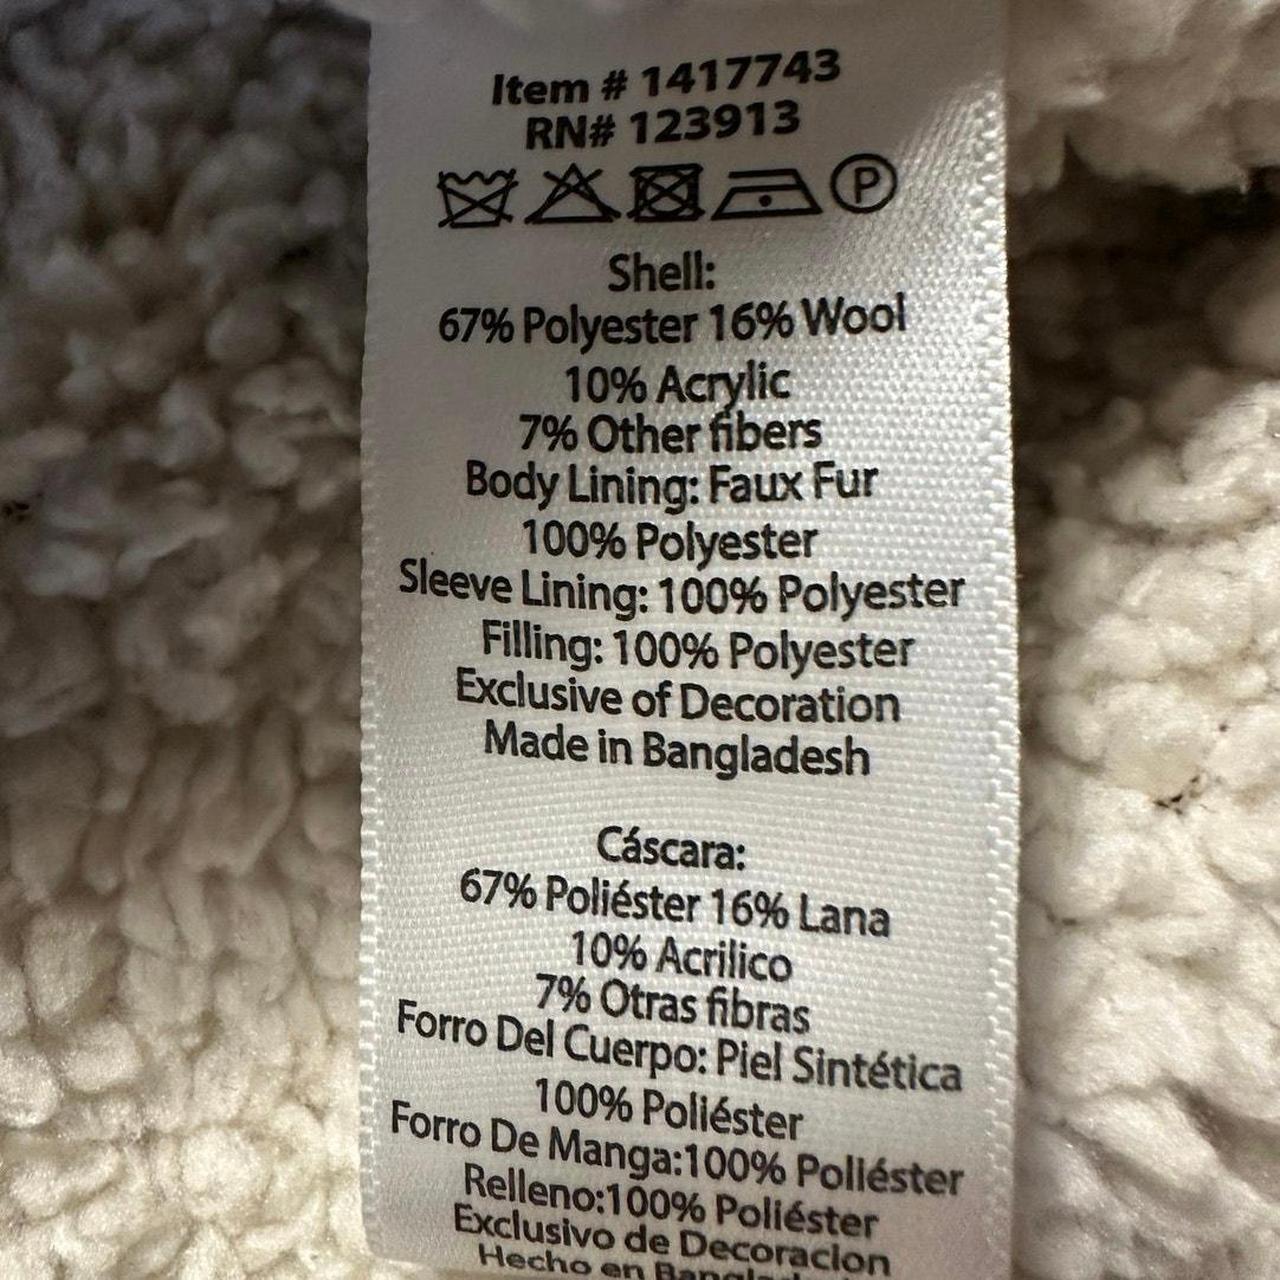 Item # 1417743
RN# 123913
P
Shell:
67% Polyester 16% Wool
10% Acrylic
7% Other fibers
Body Lining: Faux Fur
100% Polyester
Sleeve Lining: 100% Polyester
Filling: 100% Polyester
Exclusive of Decoration
Made in Bangladesh
Cáscara:
67% Poliéster 16% Lana
10% Acrilico
7% Otras fibras
Forro Del Cuerpo: Piel Sintética
100% Poliéster
Forro De Manga:100% Poliéster
Relleno:100% Poliéster
Exclusivo de Decoracion
Hecho en